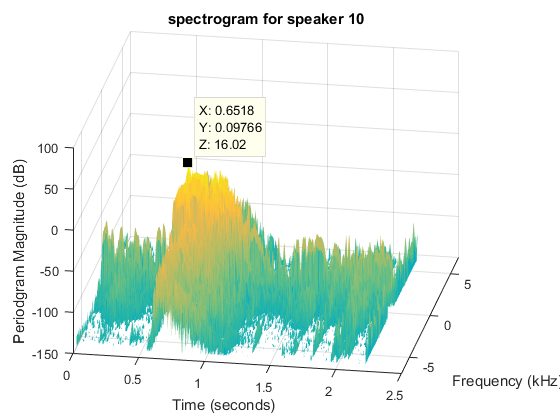 spectrogram for speaker 10
X: 0.6518
Y: 0.09766
Z: 16.02
Periodgram Magnitude (dB)
100
50
0
-50
-100
-150
0
0.5
1
1.5
2
2.5
Time (seconds)
5
0
-5
Frequency (kHz)